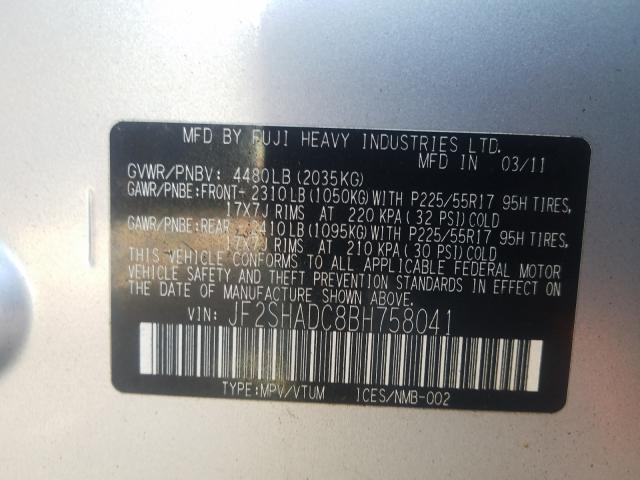 MFD BY FUJI HEAVY INDUSTRIES LTD.
MFD IN 03/11
GVWR/PNBV: 4480LB(2035KG)
GAWR/PNBE:FRONT- 2310LB(1050KG)WITH P225/55R17 95H TIRES,
17X7J RIMS AT 220 KPA(32 PSI)COLD
GAWR/PNBE:REAR - 2410LB(1095KG)WITH P225/55R17 95H TIRES,
17X7J RIMS AT 210 KPA(30 PSI)COLD
THIS VEHICLE CONFORMS TO ALL APPLICABLE FEDERAL MOTOR
VEHICLE SAFETY AND THEFT PREVENTION STANDARDS IN EFFECT ON
THE DATE OF MANUFACTURE SHOWN ABOVE.
VIN: JF2SHADC8BH758041
TYPE:MPV/VTUM ICES/NMB-002